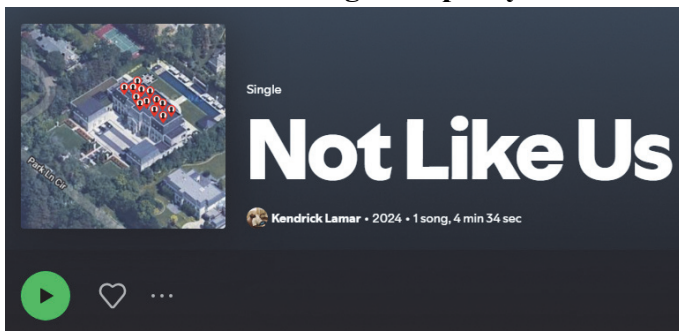 Single
Not Like Us
Park Ln Cir
Kendrick Lamar • 2024 • 1 song, 4 min 34 sec